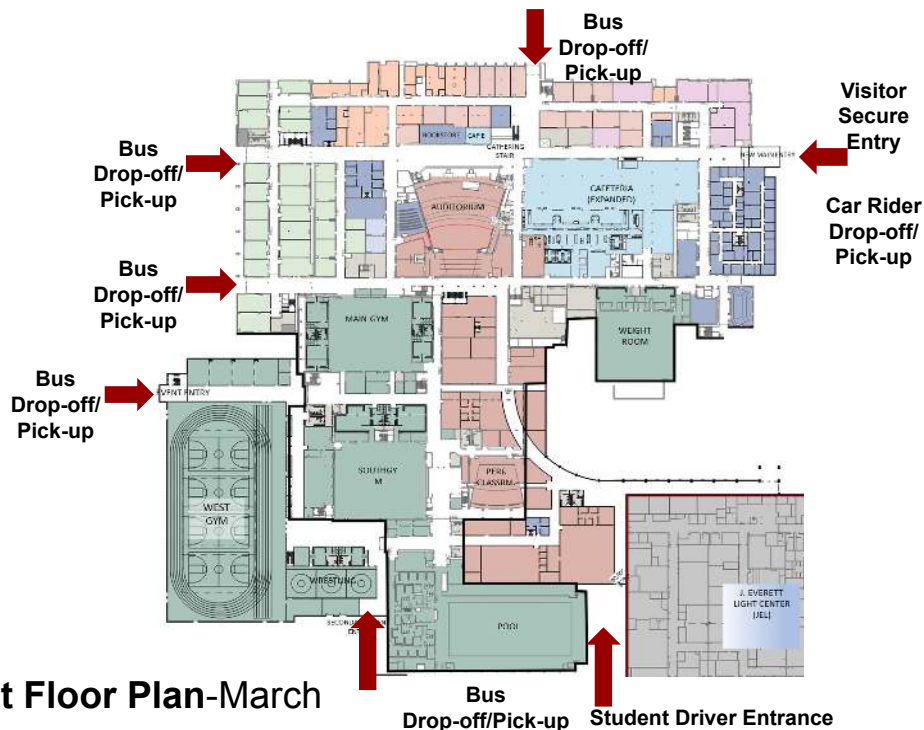 Bus
Drop-off/
Pick-up
Visitor
Secure
Entry
BOOKSTORE
CAFE
GATHERING
STAIR
NEW MAIN ENTRY
Bus
Drop-off/
Pick-up
CAFETERIA
(EXPANDED)
AUDITORIUM
Car Rider
Drop-off/
Pick-up
Bus
Drop-off/
Pick-up
MAIN GYM
WEIGHT
ROOM
Bus
Drop-off/
Pick-up
EVENT ENTRY
SOUTH GY
M
PERF.
CLASSRM.
WEST
GYM
WRESTLING
J. EVERETT
LIGHT CENTER
(JEL)
POOL
t Floor Plan-March
Bus
Drop-off/Pick-up
Student Driver Entrance